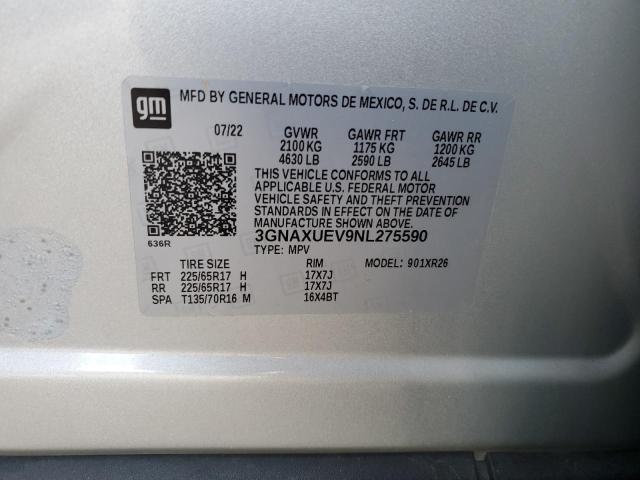 gm MFD BY GENERAL MOTORS DE MEXICO, S. DE R.L. DE C.V.
07/22 GVWR GAWR FRT GAWR RR
2100 KG 1175 KG 1200 KG
4630 LB 2590 LB 2645 LB
THIS VEHICLE CONFORMS TO ALL
APPLICABLE U.S. FEDERAL MOTOR
VEHICLE SAFETY AND THEFT PREVENTION
STANDARDS IN EFFECT ON THE DATE OF
MANUFACTURE SHOWN ABOVE.
636R 3GNAXUEV9NL275590
TYPE: MPV
TIRE SIZE RIM MODEL: 901XR26
FRT 225/65R17 H 17X7J
RR 225/65R17 H 17X7J
SPA T135/70R16 M 16X4BT